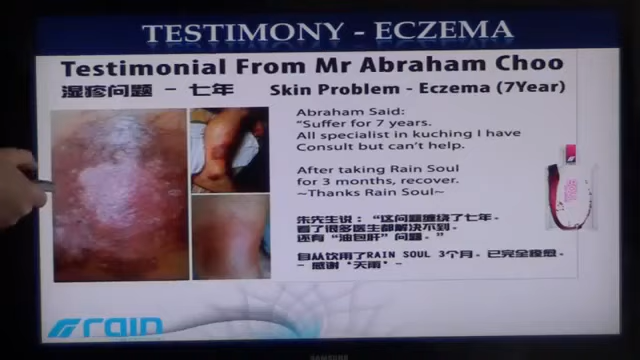 TESTIMONY - ECZEMA
Testimonial From Mr Abraham Choo
湿疹问题 - 七年 Skin Problem - Eczema (7Year)
Abraham Said:
"Suffer for 7 years.
All specialist in kuching I have
Consult but can't help.
After taking Rain Soul
for 3 months, recover.
~Thanks Rain Soul~
朱先生说："这问题缠绕了七年。
看了很多医生都解决不到。
还有"油包肝"问题。"
自从饮用了RAIN SOUL 3个月。已完全痊愈。
- 感谢"天雨" -
rain
SAMSUNG